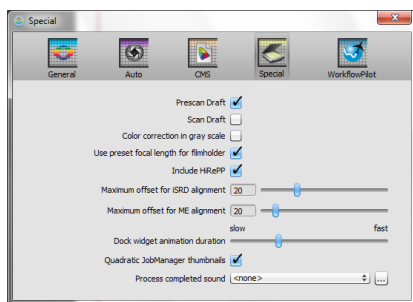 Special
General Auto CMS Special WorkflowPilot
Prescan Draft
Scan Draft
Color correction in gray scale
Use preset focal length for filmholder
Include HiRePP
Maximum offset for iSRD alignment 20
Maximum offset for ME alignment 20
slow fast
Dock widget animation duration
Quadratic JobManager thumbnails
Process completed sound <none> ...